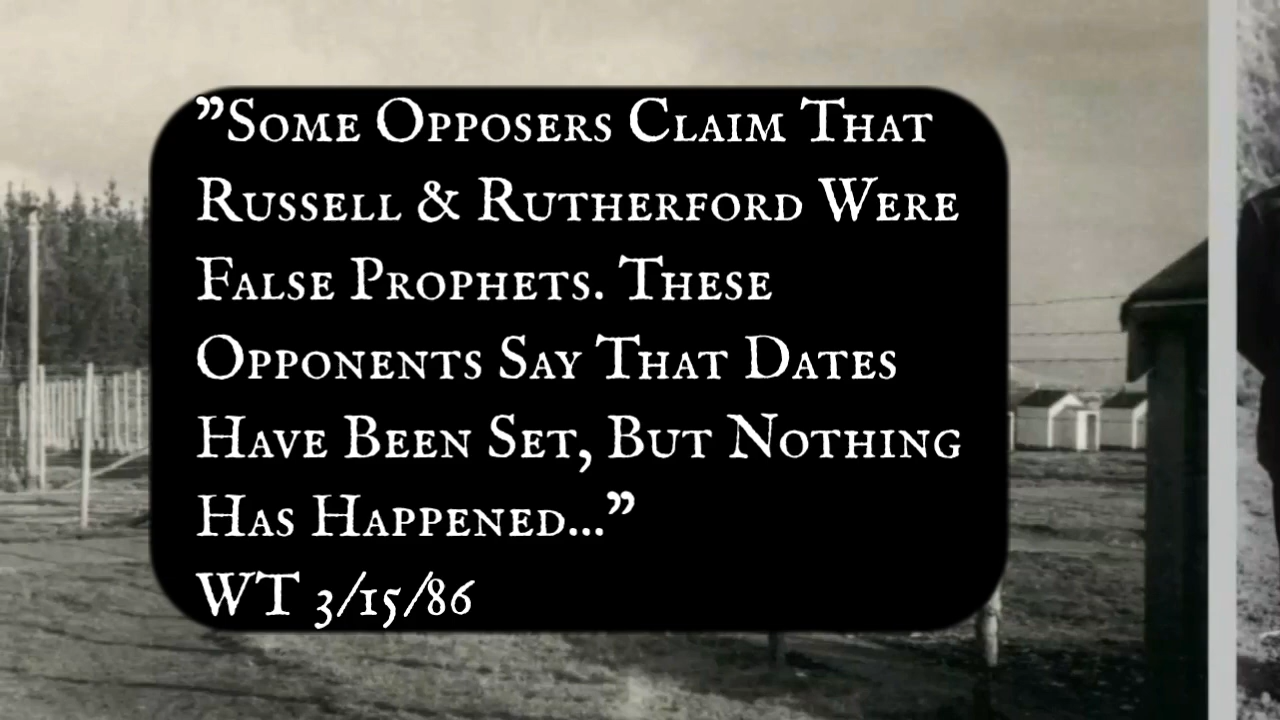 ”Some Opposers Claim That
Russell & Rutherford Were
False Prophets. These
Opponents Say That Dates
Have Been Set, But Nothing
Has Happened...”
WT 3/15/86